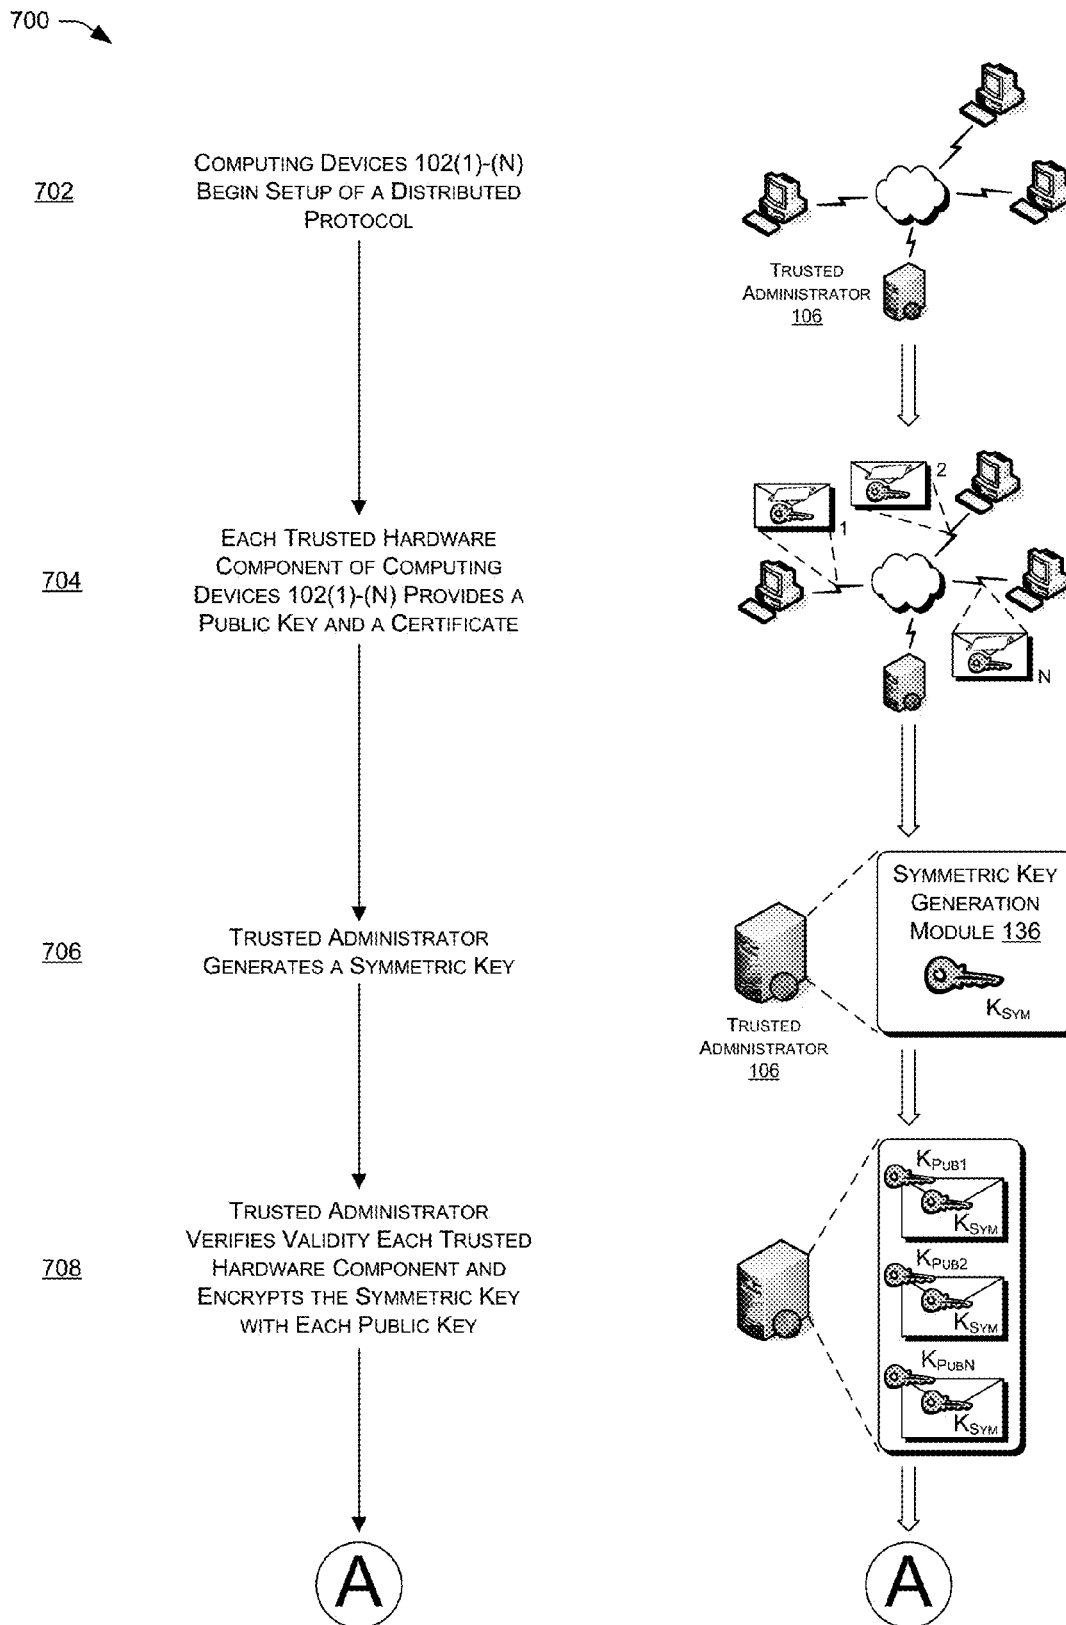 700
702
COMPUTING DEVICES 102(1)-(N)
BEGIN SETUP OF A DISTRIBUTED
PROTOCOL
TRUSTED
ADMINISTRATOR
106
704
EACH TRUSTED HARDWARE
COMPONENT OF COMPUTING
DEVICES 102(1)-(N) PROVIDES A
PUBLIC KEY AND A CERTIFICATE
1
2
N
706
TRUSTED ADMINISTRATOR
GENERATES A SYMMETRIC KEY
TRUSTED
ADMINISTRATOR
106
SYMMETRIC KEY
GENERATION
MODULE 136
KSYM
708
TRUSTED ADMINISTRATOR
VERIFIES VALIDITY EACH TRUSTED
HARDWARE COMPONENT AND
ENCRYPTS THE SYMMETRIC KEY
WITH EACH PUBLIC KEY
KPUB1
KSYM
KPUB2
KSYM
KPUBN
KSYM
A
A